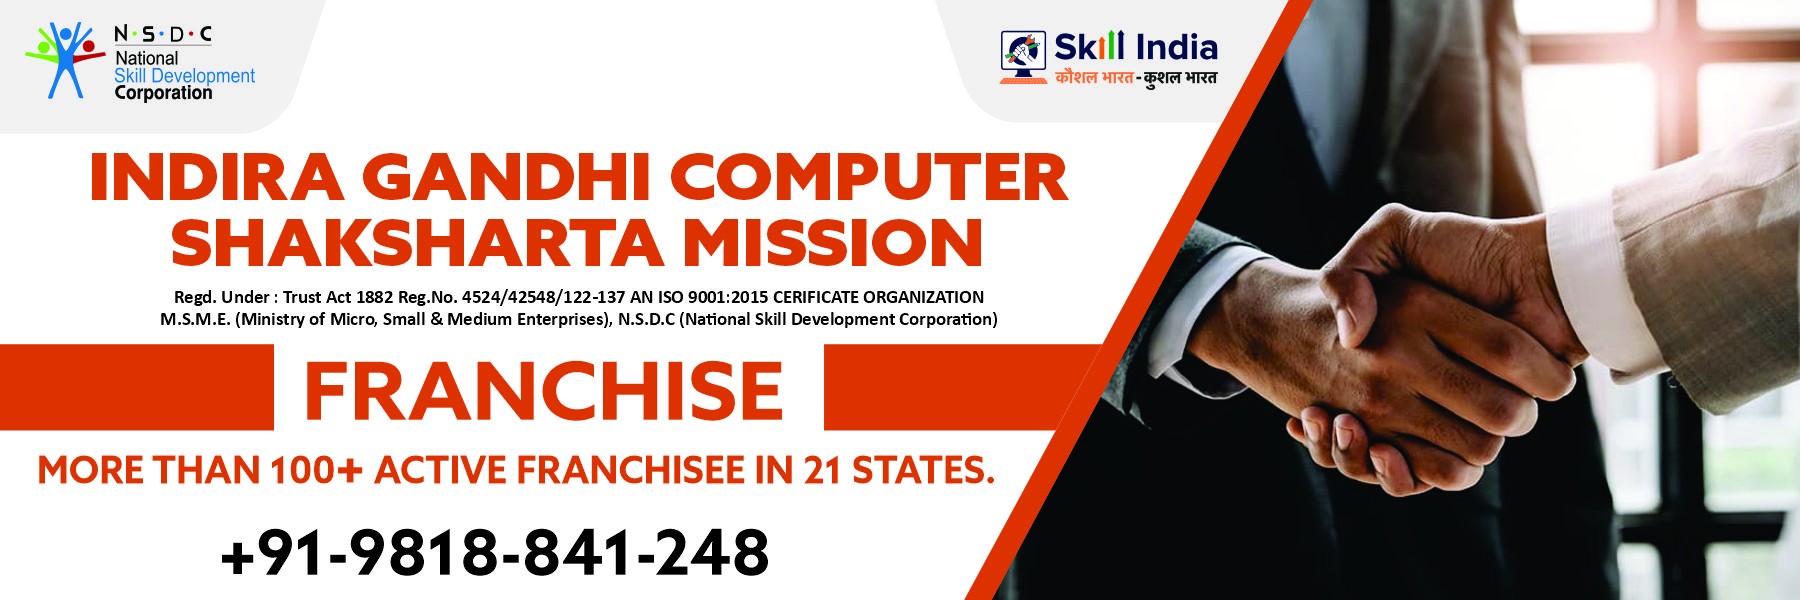 N·S·D·C
National
Skill Development
Corporation
Skill India
कौशल भारत - कुशल भारत
INDIRA GANDHI COMPUTER
SHAKSHARTA MISSION
Regd. Under : Trust Act 1882 Reg.No. 4524/42548/122-137 AN ISO 9001:2015 CERIFICATE ORGANIZATION
M.S.M.E. (Ministry of Micro, Small & Medium Enterprises), N.S.D.C (National Skill Development Corporation)
FRANCHISE
MORE THAN 100+ ACTIVE FRANCHISEE IN 21 STATES.
+91-9818-841-248